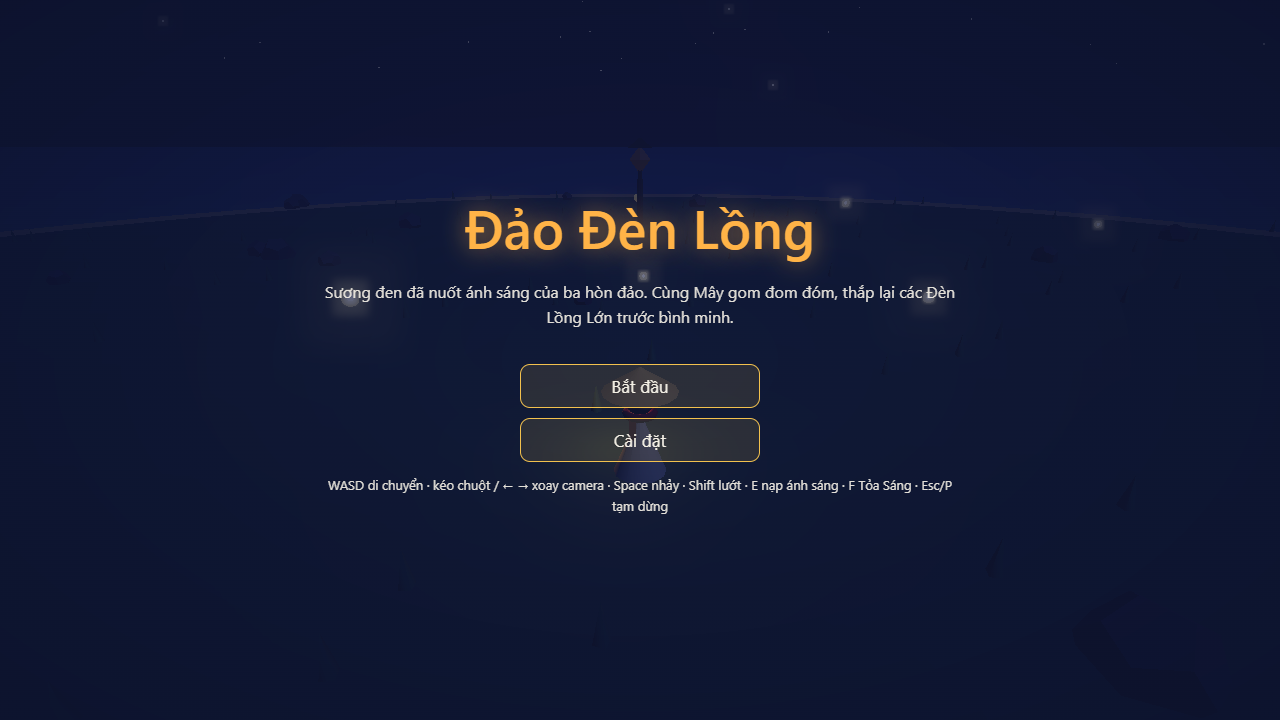 Đảo Đèn Lồng
Sương đen đã nuốt ánh sáng của ba hòn đảo. Cùng Mây gom đom đóm, thắp lại các Đèn
Lồng Lớn trước bình minh.
Bắt đầu
Cài đặt
WASD di chuyển · kéo chuột / ← → xoay camera · Space nhảy · Shift lướt · E nạp ánh sáng · F Tỏa Sáng · Esc/P
tạm dừng